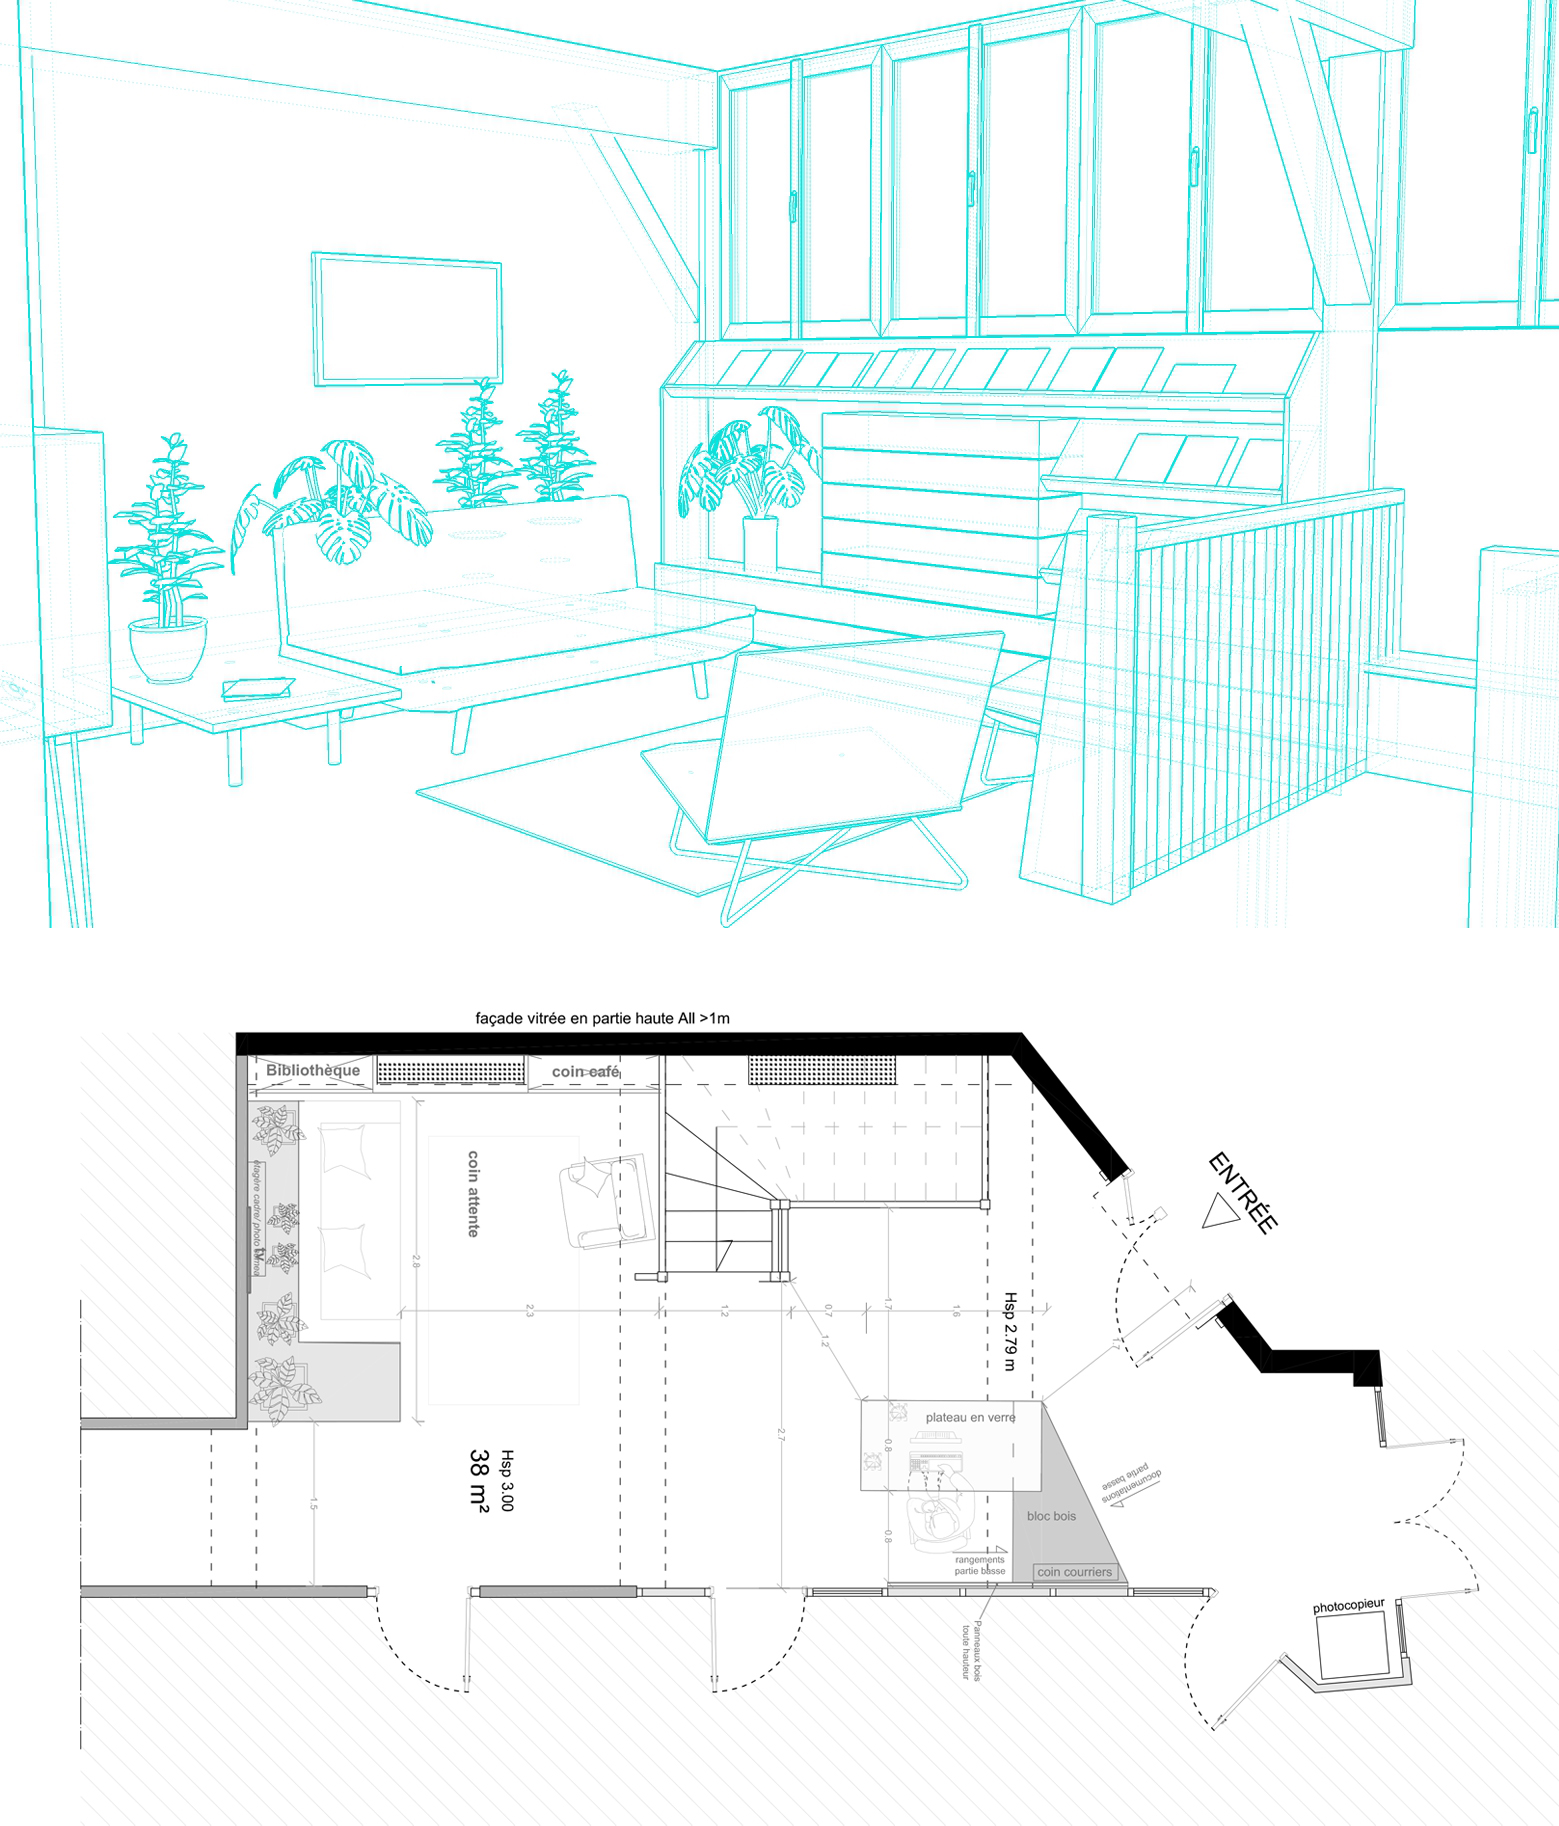 façade vitrée en partie haute All >1m
Bibliothèque
coin café
étagère cadre/ photo
tv
coin attente
2.8
2.3
1.2
0.7
1.2
1.7
1.6
Hsp 2.79 m
1.7
ENTRÉE
Hsp 3.00
38 m²
1.5
2.7
plateau en verre
0.8
0.8
documentations
partie basse
bloc bois
rangements
partie basse
coin courriers
Panneaux bois
toute hauteur
photocopieur